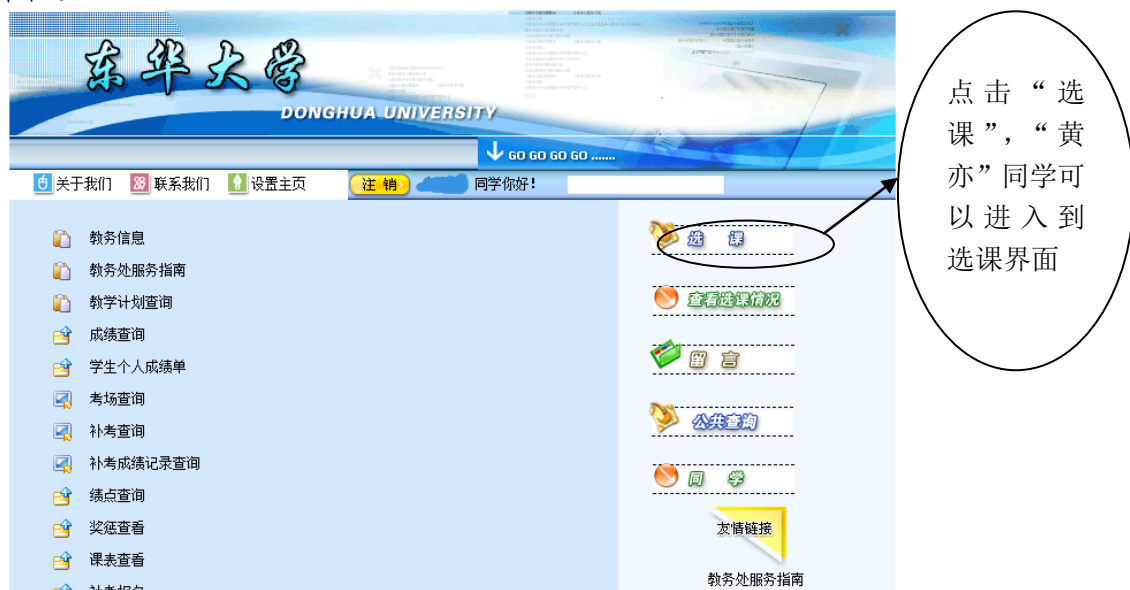 东华大学
DONGHUA UNIVERSITY
GO GO GO GO .......
关于我们 联系我们 设置主页 注 销 同学你好!
教务信息
教务处服务指南
教学计划查询
成绩查询
学生个人成绩单
考场查询
补考查询
补考成绩记录查询
绩点查询
奖惩查看
课表查看
选 课
查看选课情况
留 言
公共查询
同 学
友情链接
教务处服务指南
点击“选
课”，“黄
亦”同学可
以进入到
选课界面